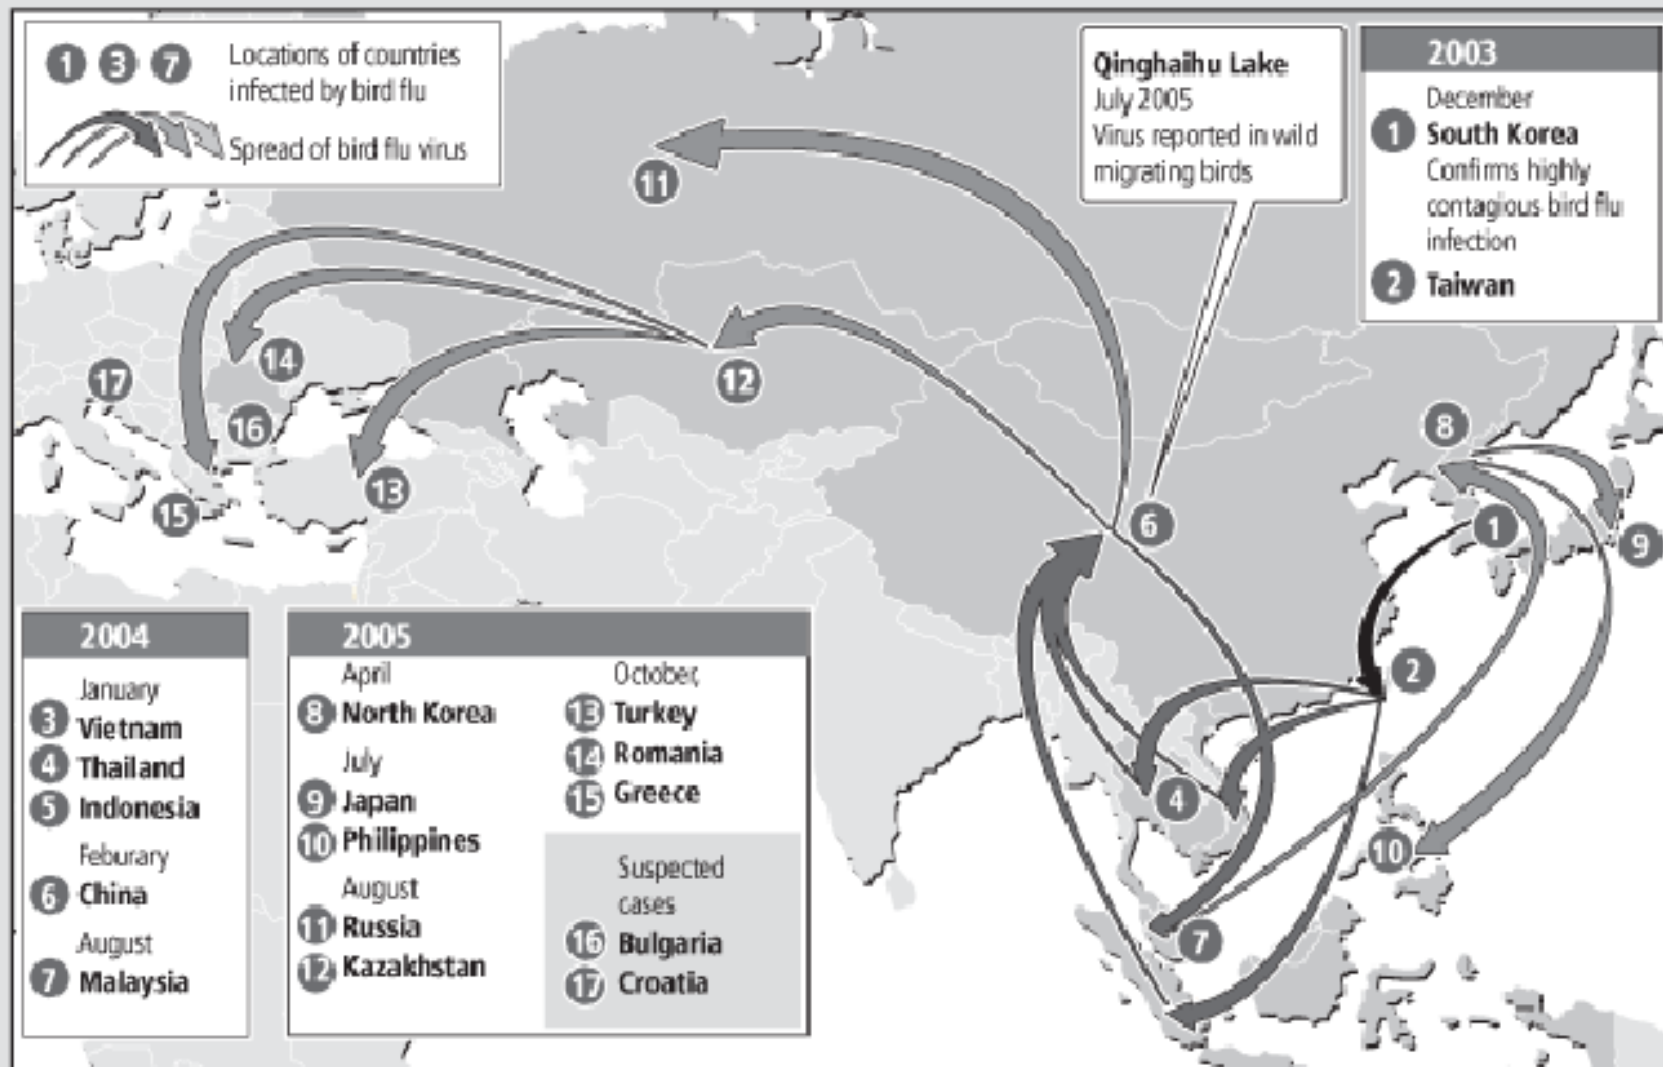 1 3 7 Locations of countries
infected by bird flu
Spread of bird flu virus
Qinghaihu Lake
July 2005
Virus reported in wild
migrating birds
2003
December
1 South Korea
Confirms highly
contagious bird flu
infection
2 Taiwan
11
14
17
12
16
13
15
8
6
1
9
2
4
10
7
2004
January
3 Vietnam
4 Thailand
5 Indonesia
Feburary
6 China
August
7 Malaysia
2005
April
8 North Korea
July
9 Japan
10 Philippines
August
11 Russia
12 Kazakhstan
October,
13 Turkey
14 Romania
15 Greece
Suspected
cases
16 Bulgaria
17 Croatia